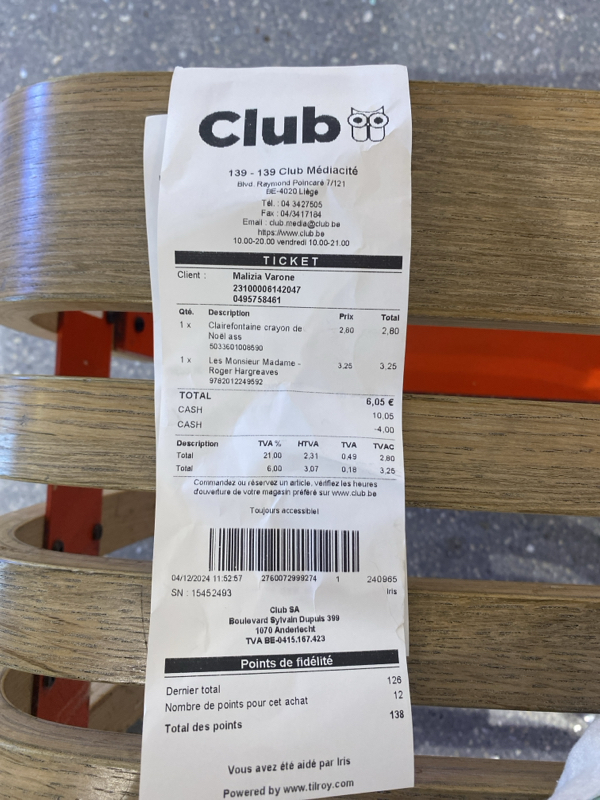 Club
139 - 139 Club Médiacité
Blvd. Raymond Poincaré 7/121
BE-4020 Liège
Tél. : 04 3427505
Fax : 04/3417184
Email : club.media@club.be
https://www.club.be
10.00-20.00 vendredi 10.00-21.00
TICKET
Client : Malizia Varone
23100006142047
0495758461
Qté. Description Prix Total
1 x Clairefontaine crayon de 2,80 2,80
Noël ass
5033601008590
1 x Les Monsieur Madame - 3,25 3,25
Roger Hargreaves
9782012249592
TOTAL 6,05 €
CASH 10,05
CASH -4,00
Description TVA % HTVA TVA TVAC
Total 21,00 2,31 0,49 2,80
Total 6,00 3,07 0,18 3,25
Commandez ou réservez un article, vérifiez les heures
d'ouverture de votre magasin préféré sur www.club.be
Toujours accessible!
04/12/2024 11:52:57 2760072999274 1 240965
SN : 15452493 Iris
Club SA
Boulevard Sylvain Dupuis 399
1070 Anderlecht
TVA BE-0415.167.423
Points de fidélité
Dernier total 126
Nombre de points pour cet achat 12
Total des points 138
Vous avez été aidé par Iris
Powered by www.tilroy.com